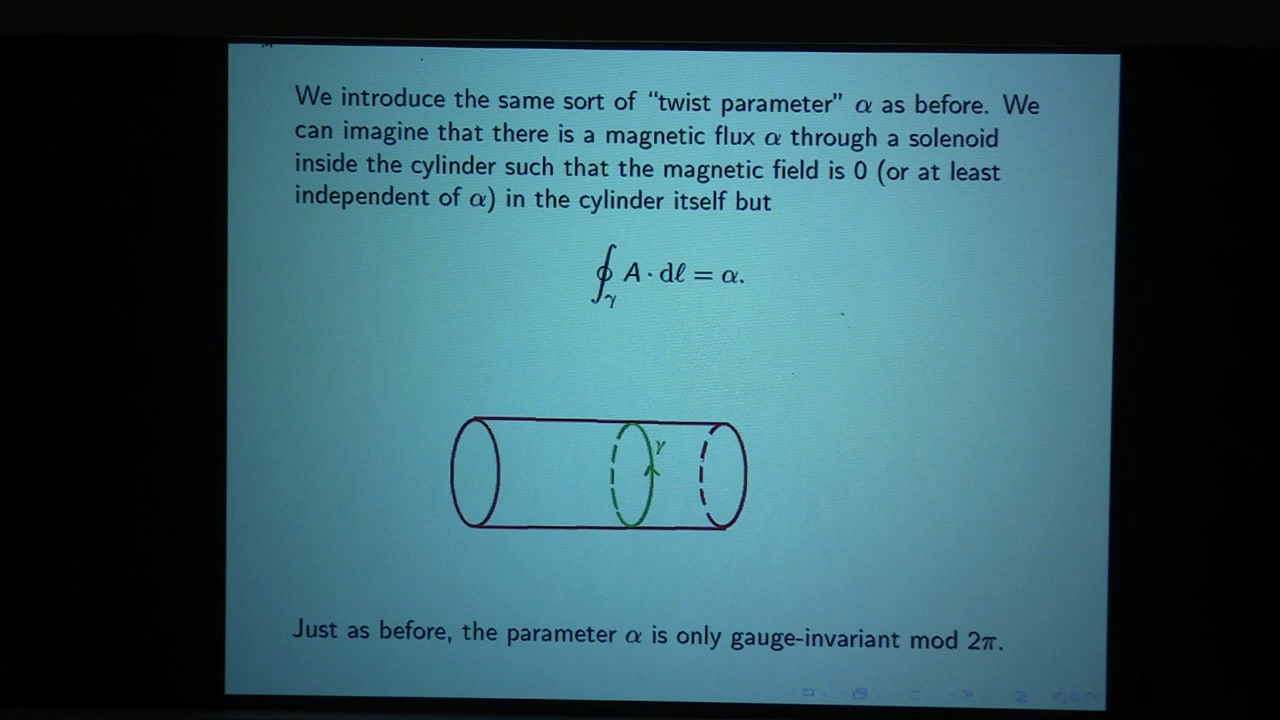 We introduce the same sort of “twist parameter” α as before. We
can imagine that there is a magnetic flux α through a solenoid
inside the cylinder such that the magnetic field is 0 (or at least
independent of α) in the cylinder itself but
∮γ A · dℓ = α.
γ
Just as before, the parameter α is only gauge-invariant mod 2π.